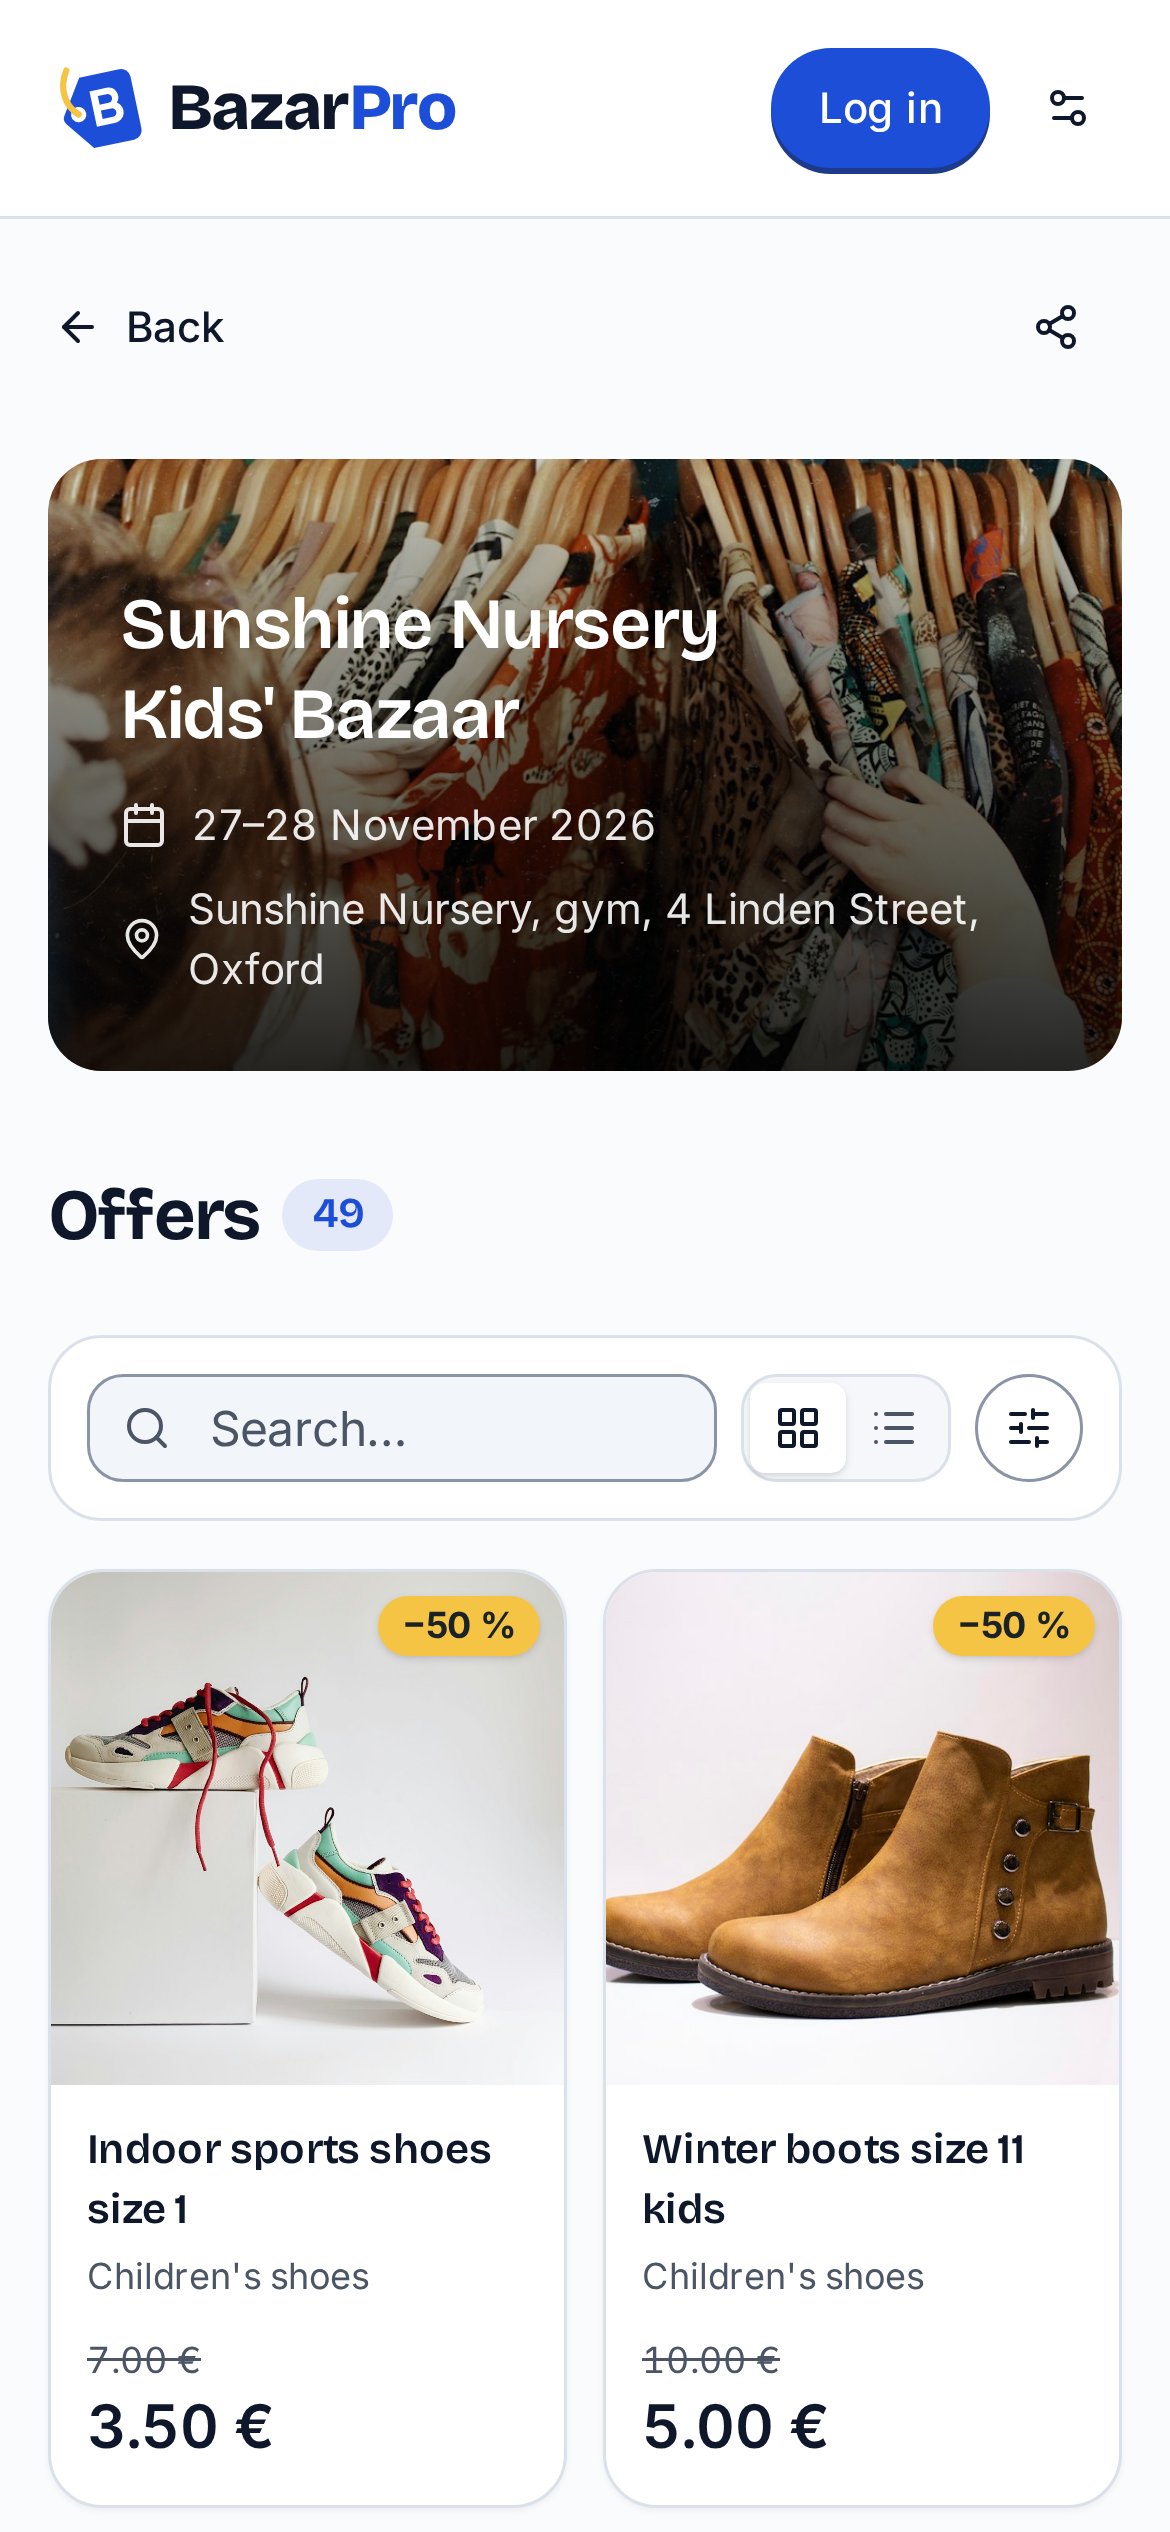 B BazarPro
Log in
Back
Sunshine Nursery
Kids' Bazaar
27–28 November 2026
Sunshine Nursery, gym, 4 Linden Street,
Oxford
Offers 49
Search...
−50 %
−50 %
Indoor sports shoes
size 1
Children's shoes
7.00 €
3.50 €
Winter boots size 11
kids
Children's shoes
10.00 €
5.00 €